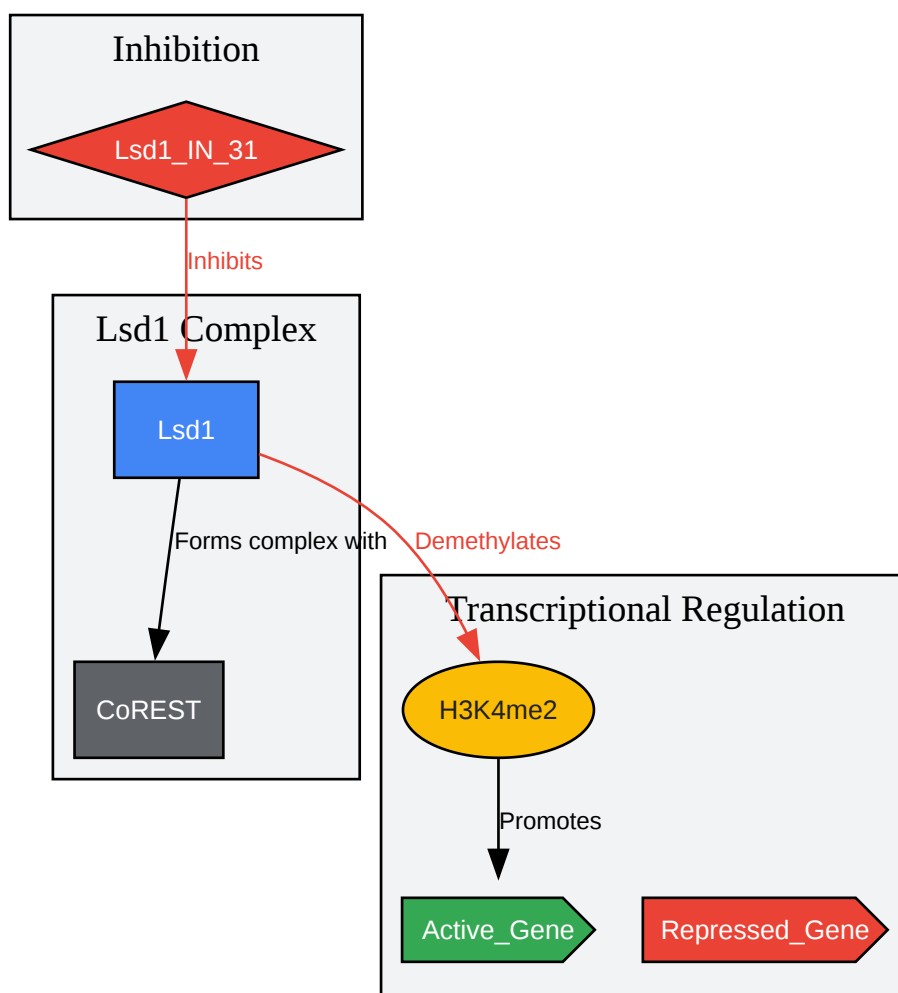 Inhibition
Lsd1_IN_31
Inhibits
Lsd1 Complex
Lsd1
Forms complex with
Demethylates
Transcriptional Regulation
CoREST
H3K4me2
Promotes
Active_Gene
Repressed_Gene